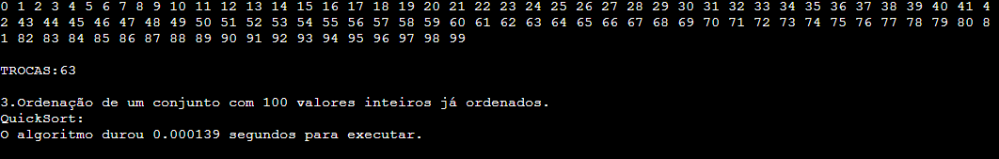 0 1 2 3 4 5 6 7 8 9 10 11 12 13 14 15 16 17 18 19 20 21 22 23 24 25 26 27 28 29 30 31 32 33 34 35 36 37 38 39 40 41 4
2 43 44 45 46 47 48 49 50 51 52 53 54 55 56 57 58 59 60 61 62 63 64 65 66 67 68 69 70 71 72 73 74 75 76 77 78 79 80 8
1 82 83 84 85 86 87 88 89 90 91 92 93 94 95 96 97 98 99
TROCAS:63
3.Ordenação de um conjunto com 100 valores inteiros já ordenados.
QuickSort:
O algoritmo durou 0.000139 segundos para executar.